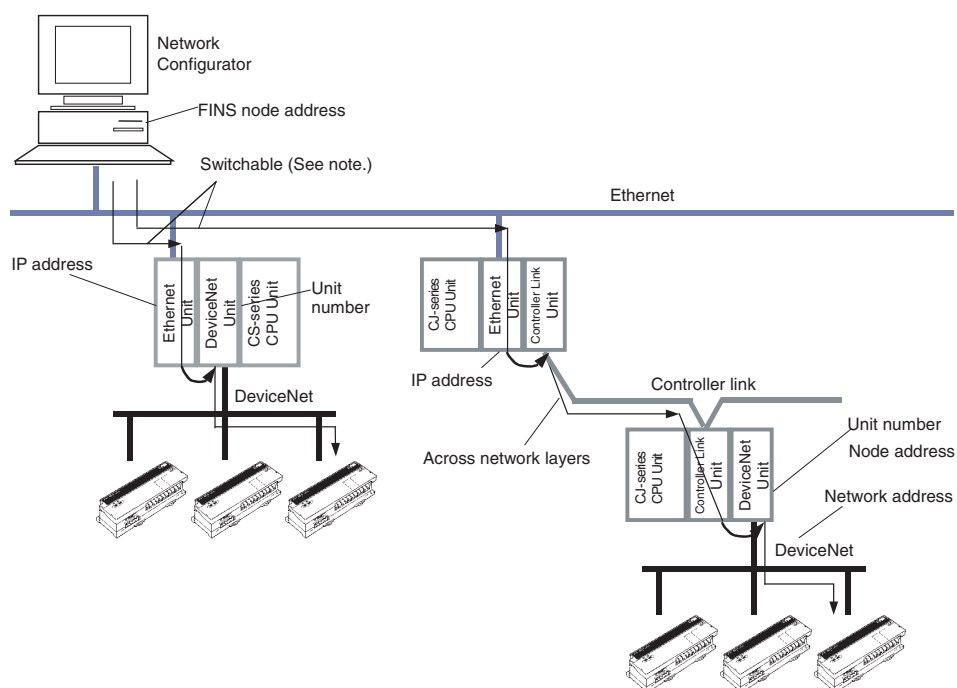 Network
Configurator
FINS node address
Switchable (See note.)
Ethernet
IP address
Ethernet
Unit
DeviceNet
Unit
CS-series
CPU Unit
Unit
number
CJ-series
CPU Unit
Ethernet
Unit
Controller Link
Unit
IP address
DeviceNet
Controller link
Across network layers
CJ-series
CPU Unit
Controller Link
Unit
DeviceNet
Unit
Unit number
Node address
Network address
DeviceNet